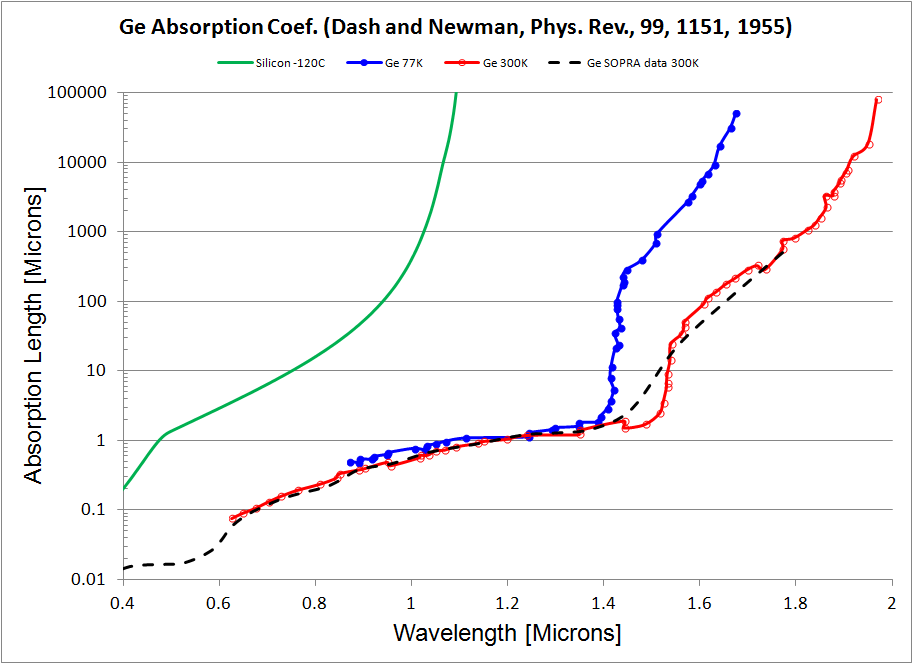 Ge Absorption Coef. (Dash and Newman, Phys. Rev., 99, 1151, 1955)
Silicon -120C Ge 77K Ge 300K Ge SOPRA data 300K
100000
10000
1000
100
10
1
0.1
0.01
Absorption Length [Microns]
0.4 0.6 0.8 1 1.2 1.4 1.6 1.8 2
Wavelength [Microns]